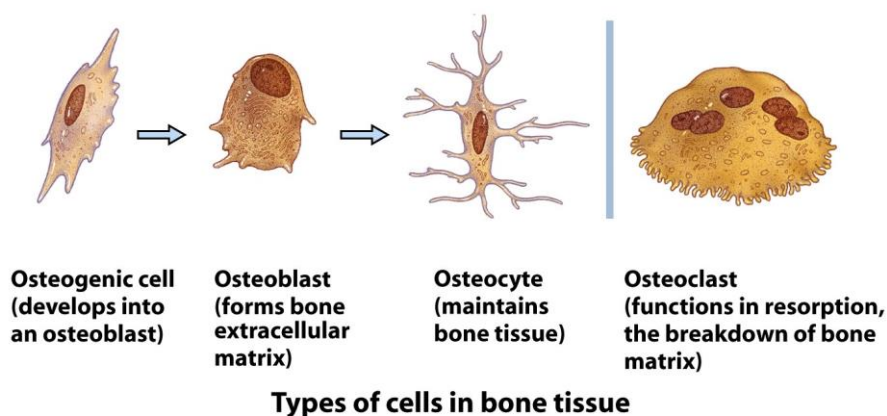 Osteogenic cell
(develops into
an osteoblast)
Osteoblast
(forms bone
extracellular
matrix)
Osteocyte
(maintains
bone tissue)
Osteoclast
(functions in resorption,
the breakdown of bone
matrix)
Types of cells in bone tissue